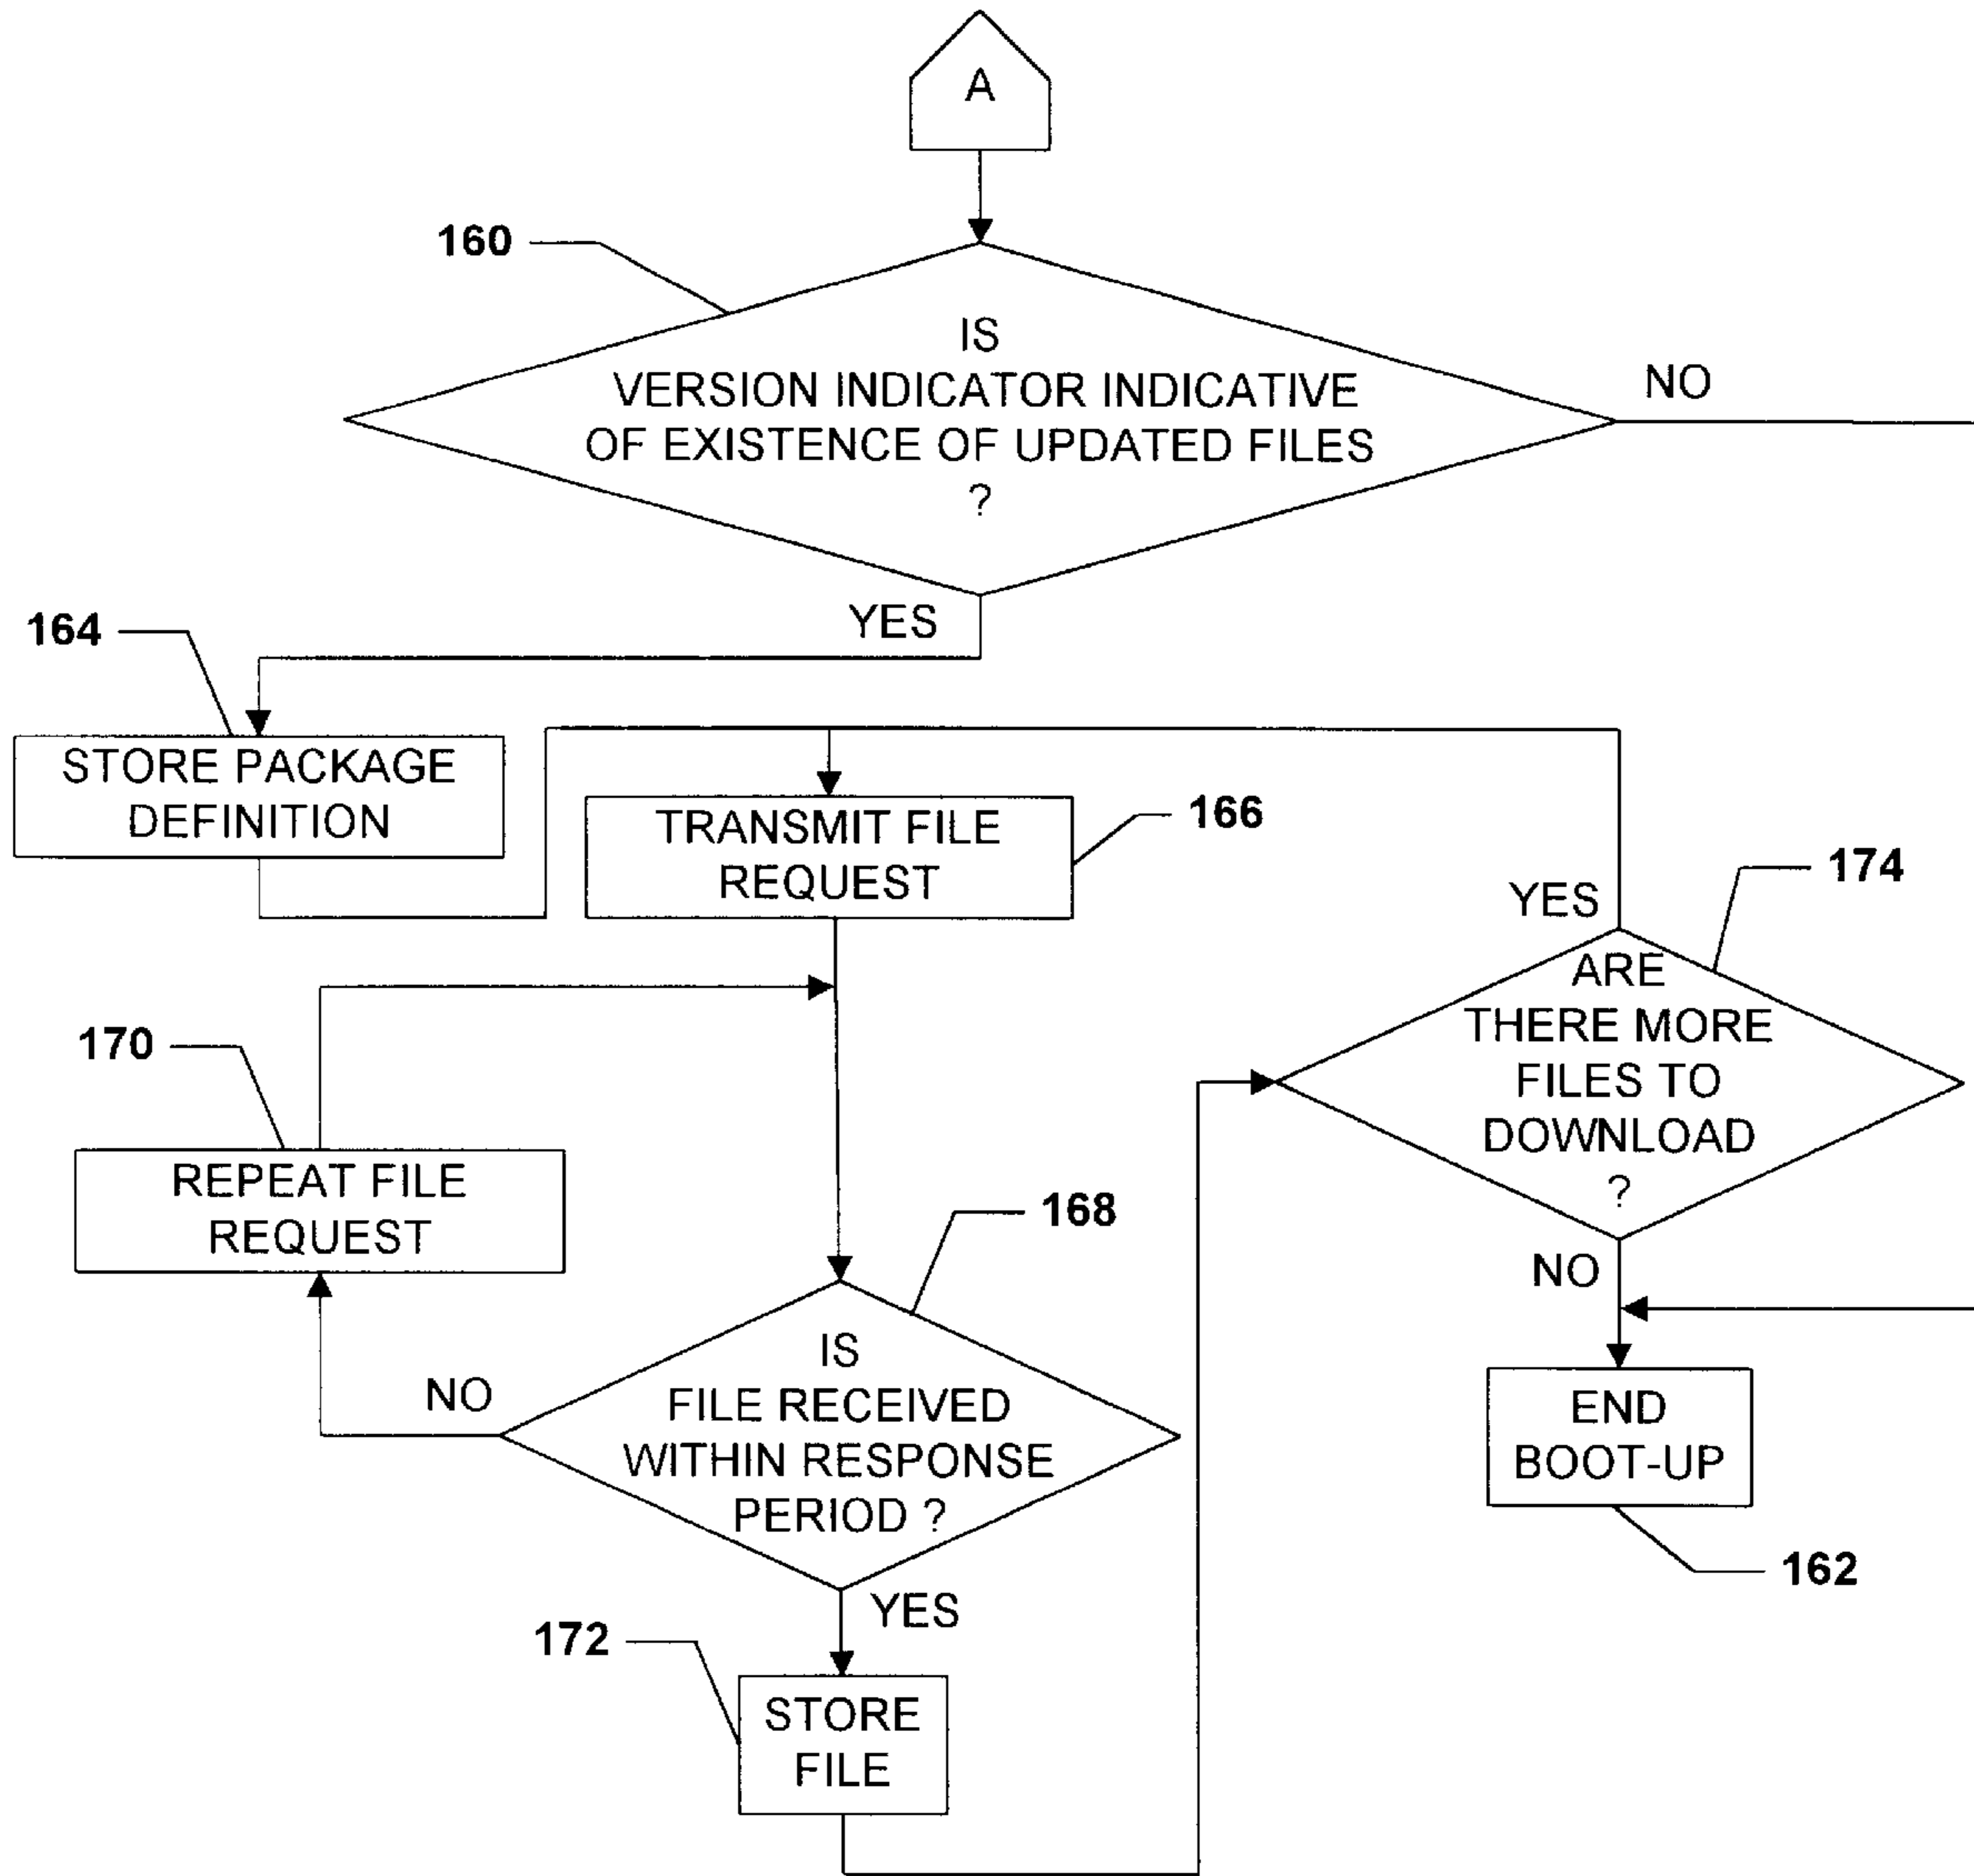 A
160
IS
VERSION INDICATOR INDICATIVE
OF EXISTENCE OF UPDATED FILES
?
NO
YES
164
STORE PACKAGE
DEFINITION
TRANSMIT FILE
REQUEST
166
174
YES
ARE
THERE MORE
FILES TO
DOWNLOAD
?
170
REPEAT FILE
REQUEST
168
NO
NO
IS
FILE RECEIVED
WITHIN RESPONSE
PERIOD ?
END
BOOT-UP
162
YES
172
STORE
FILE